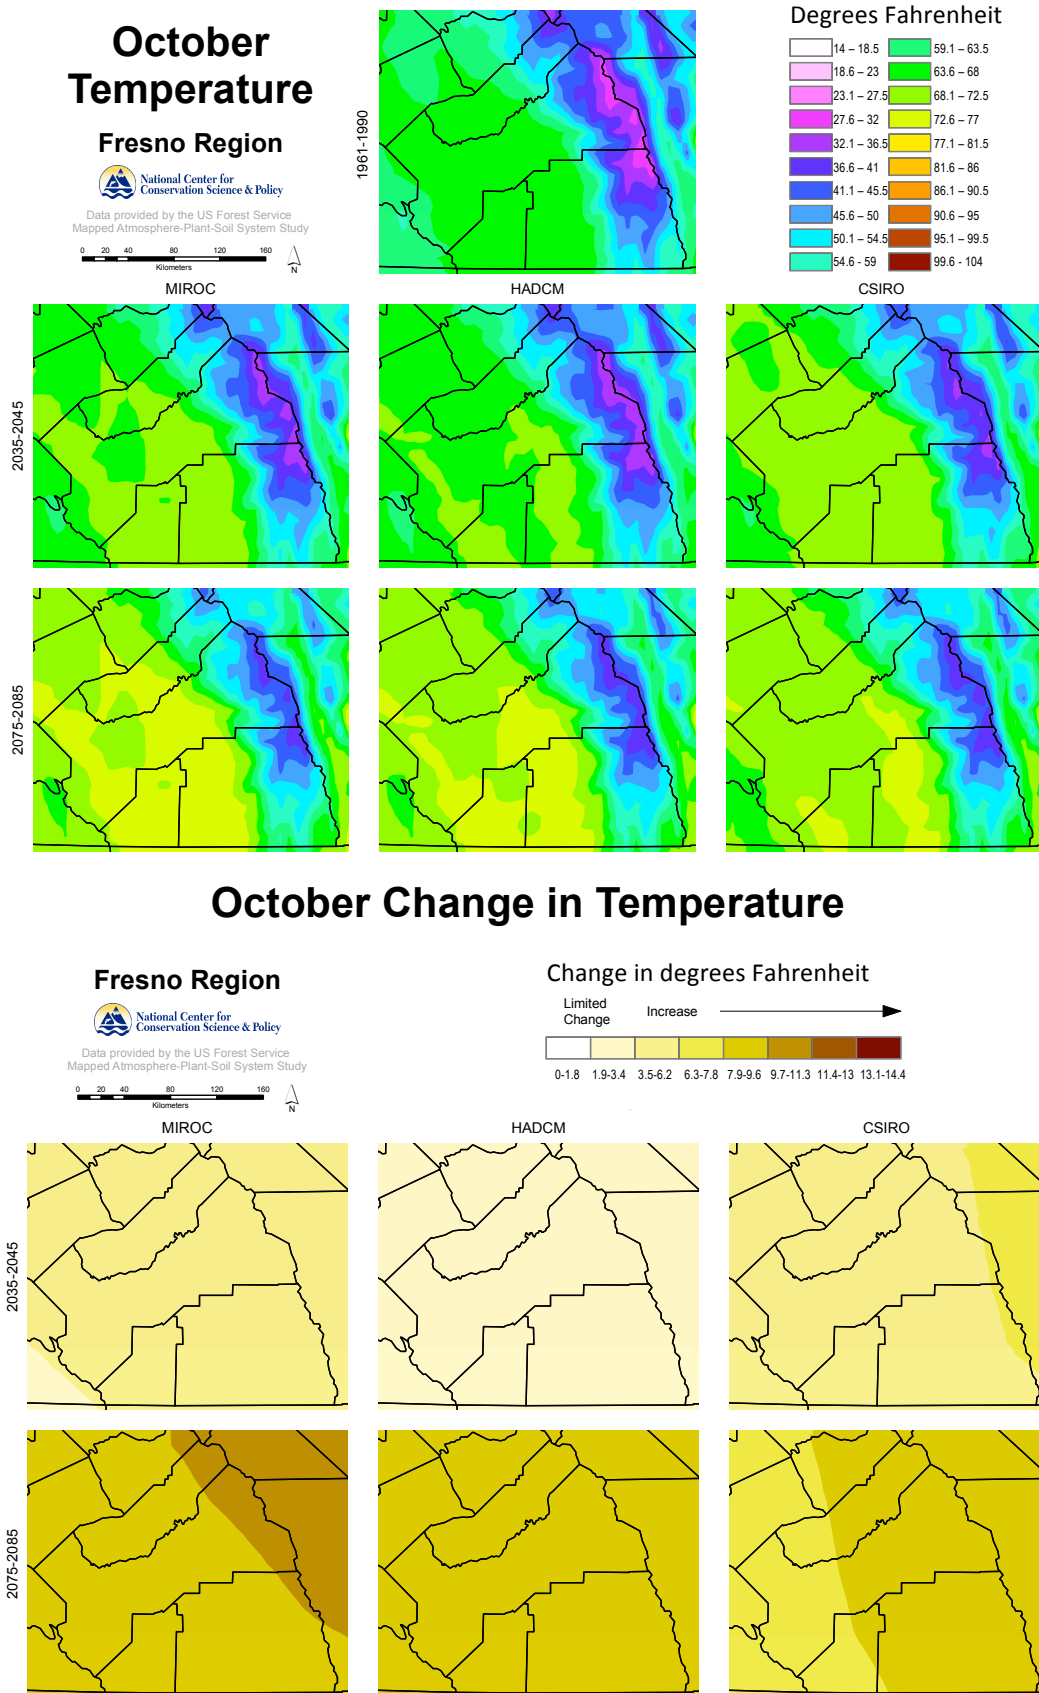 October
Temperature
Fresno Region
National Center for
Conservation Science & Policy
Data provided by the US Forest Service
Mapped Atmosphere-Plant-Soil System Study
0 20 40 80 120 160
Kilometers
N
1961-1990
Degrees Fahrenheit
14 – 18.5 59.1 – 63.5
18.6 – 23 63.6 – 68
23.1 – 27.5 68.1 – 72.5
27.6 – 32 72.6 – 77
32.1 – 36.5 77.1 – 81.5
36.6 – 41 81.6 – 86
41.1 – 45.5 86.1 – 90.5
45.6 – 50 90.6 – 95
50.1 – 54.5 95.1 – 99.5
54.6 - 59 99.6 - 104
MIROC HADCM CSIRO
2035-2045
2075-2085
October Change in Temperature
Fresno Region
National Center for
Conservation Science & Policy
Data provided by the US Forest Service
Mapped Atmosphere-Plant-Soil System Study
0 20 40 80 120 160
Kilometers
N
Change in degrees Fahrenheit
Limited
Change
Increase
0-1.8 1.9-3.4 3.5-6.2 6.3-7.8 7.9-9.6 9.7-11.3 11.4-13 13.1-14.4
MIROC HADCM CSIRO
2035-2045
2075-2085